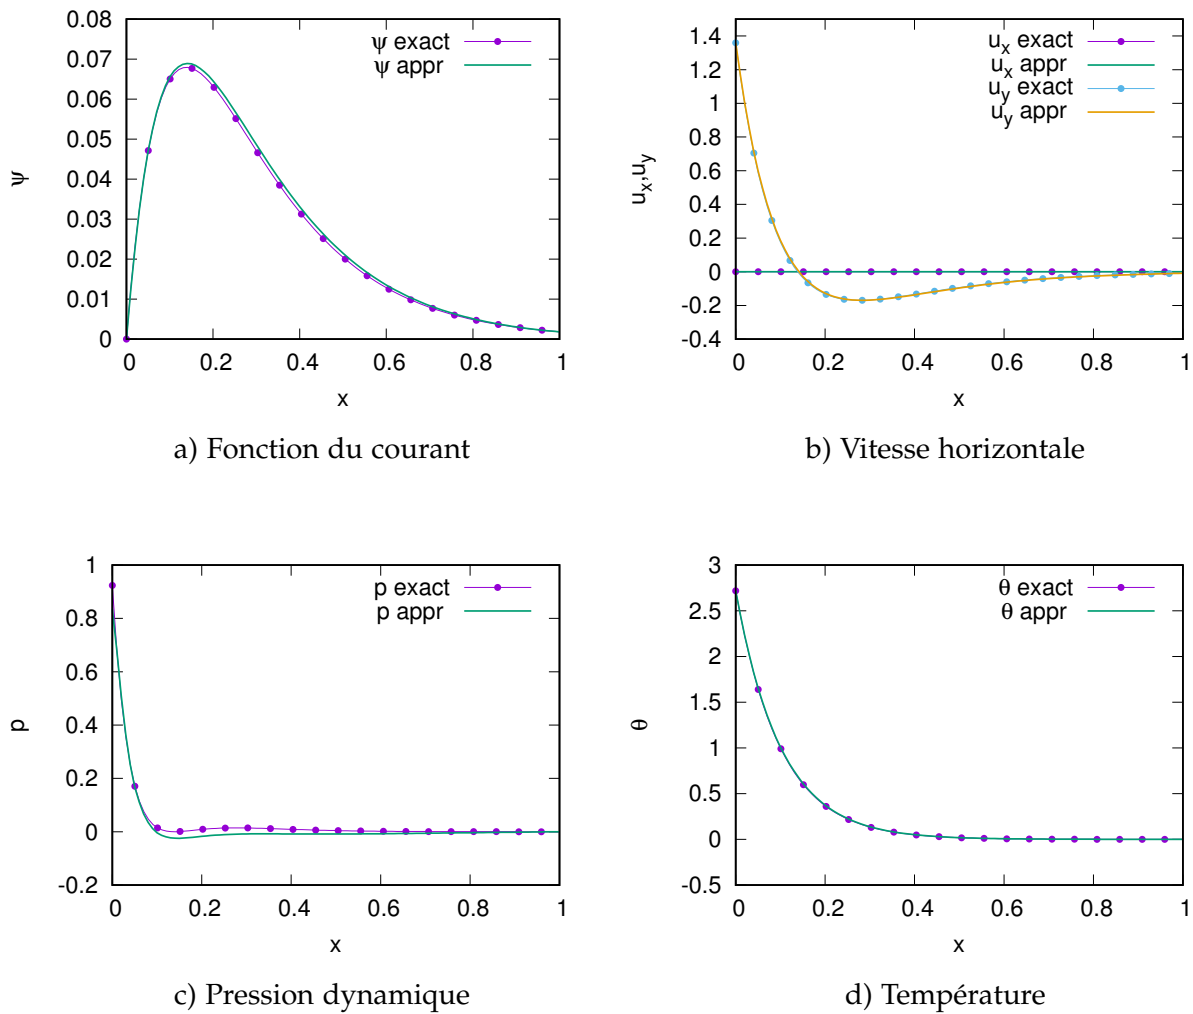 0.08
0.07
0.06
0.05
0.04
0.03
0.02
0.01
0
ψ
ψ exact
ψ appr
0 0.2 0.4 0.6 0.8 1
x
a) Fonction du courant
1.4
1.2
1
0.8
0.6
0.4
0.2
0
-0.2
-0.4
u_x,u_y
u_x exact
u_x appr
u_y exact
u_y appr
0 0.2 0.4 0.6 0.8 1
x
b) Vitesse horizontale
1
0.8
0.6
0.4
0.2
0
-0.2
p
p exact
p appr
0 0.2 0.4 0.6 0.8 1
x
c) Pression dynamique
3
2.5
2
1.5
1
0.5
0
-0.5
θ
θ exact
θ appr
0 0.2 0.4 0.6 0.8 1
x
d) Température